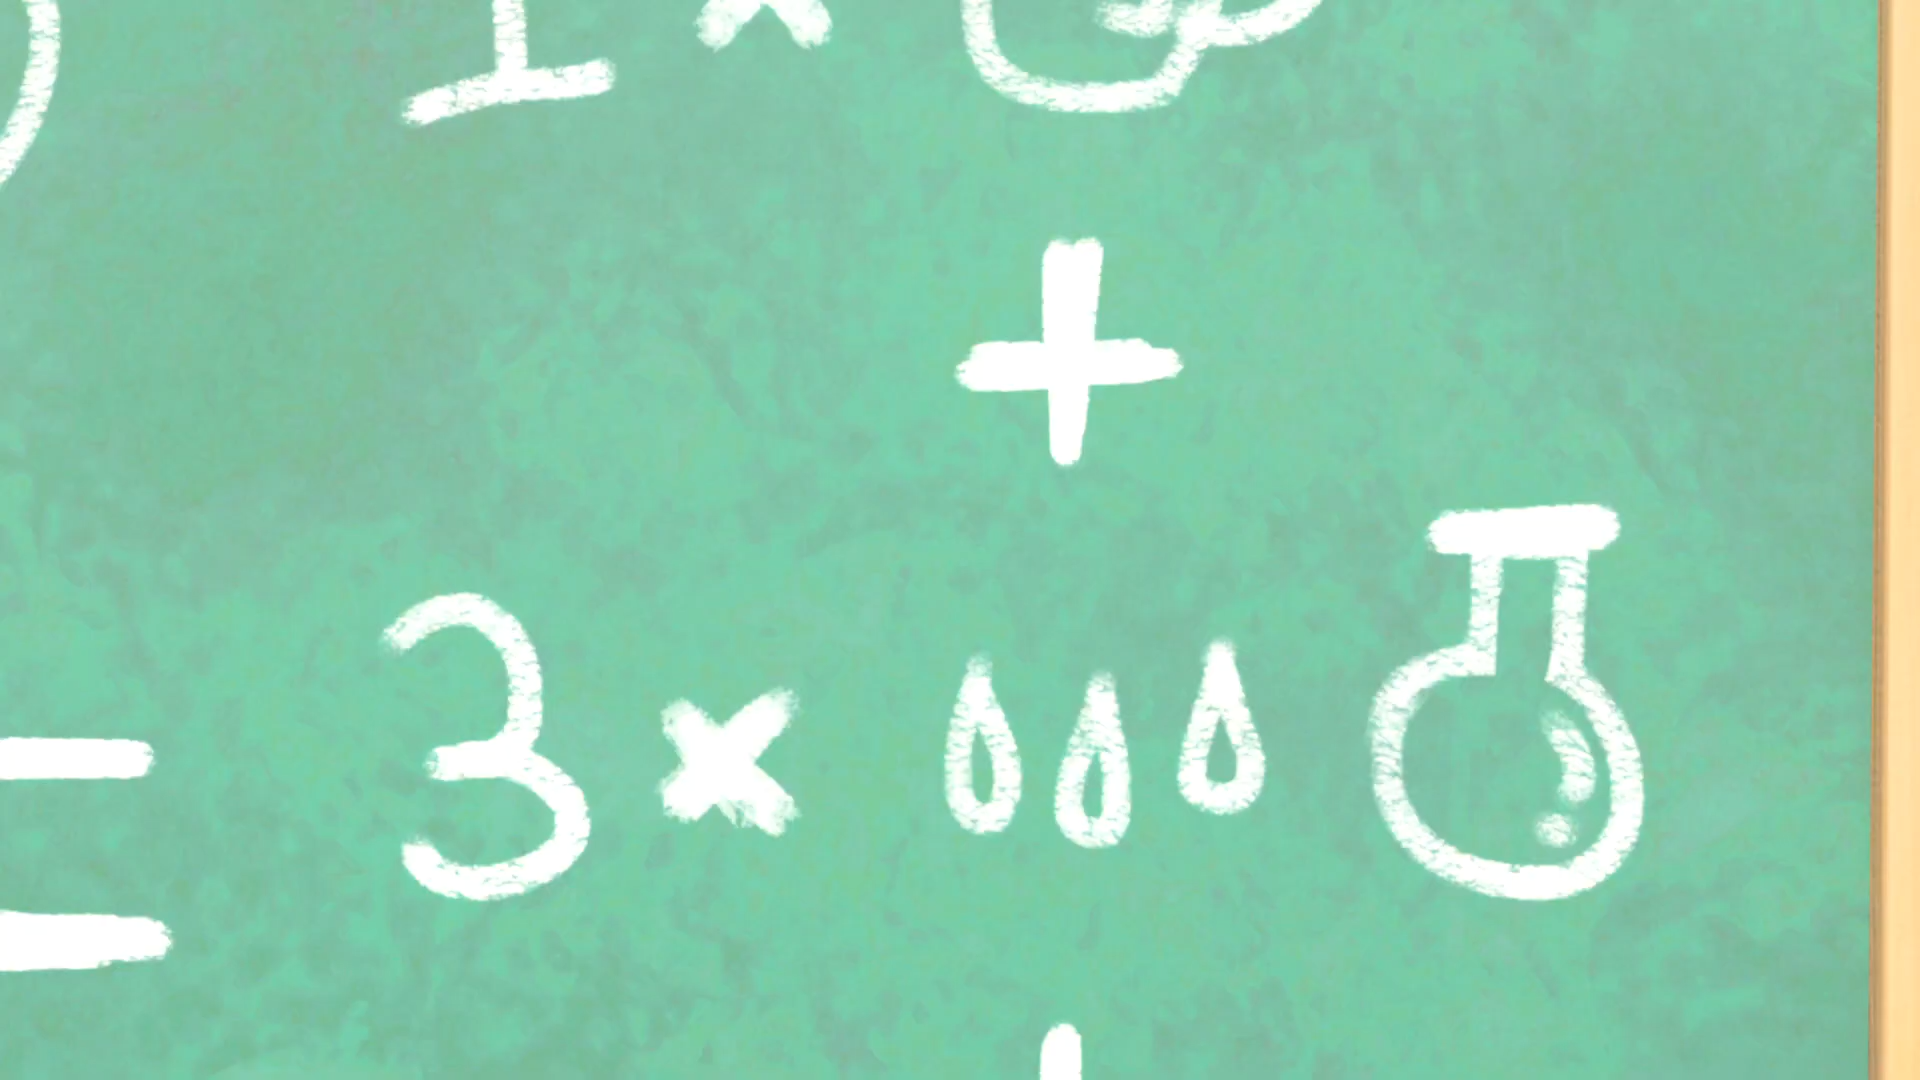 1 ×
+
= 3 ×